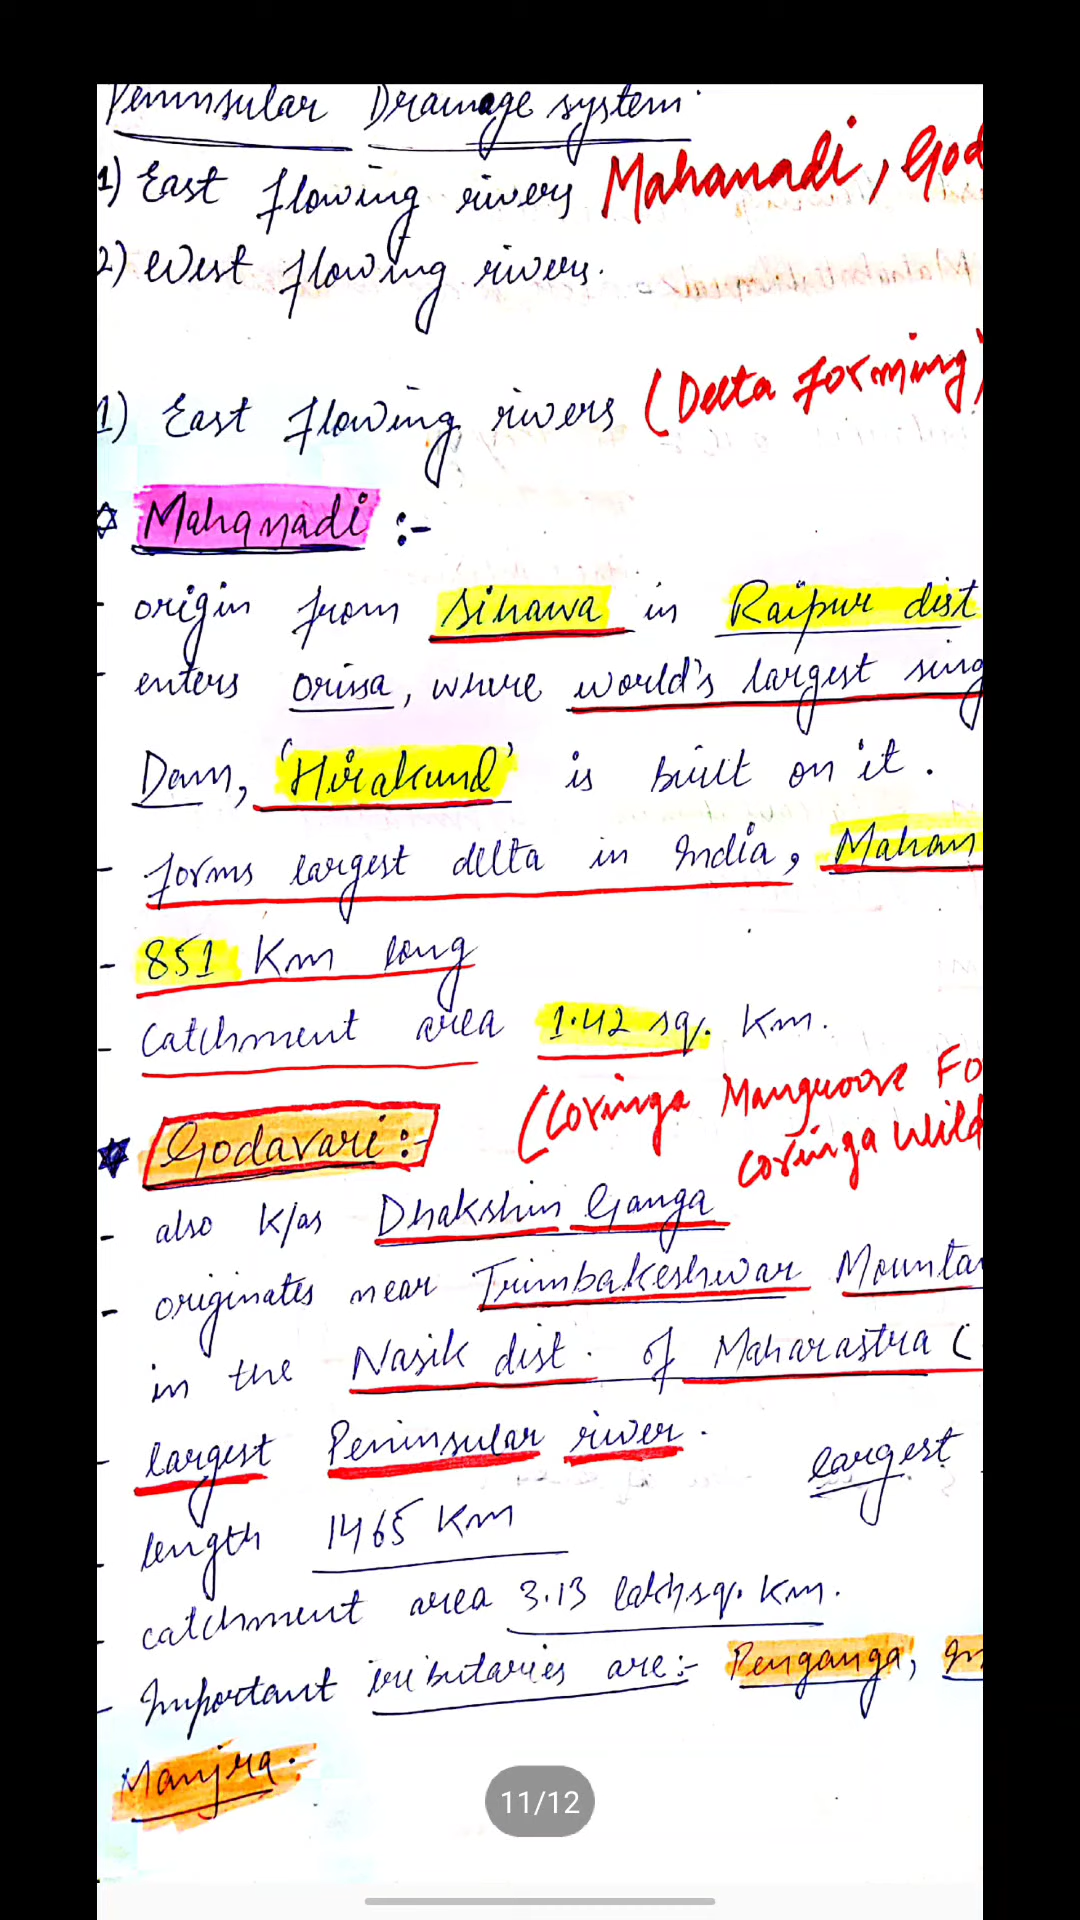 Peninsular Drainage system
1) East flowing rivers Mahanadi, God
2) West flowing rivers.
1) East flowing rivers (Delta forming)
Mahanadi :-
- origin from Sihawa in Raipur dist
- enters orissa, where world's largest sing
Dam, 'Hirakund' is built on it.
- forms largest delta in India, Mahan
- 851 Km long
- catchment area 1.42 sq. Km.
(Coringa Mangroove Fo
coringa Wild
Godavari :-
- also k/as Dhakshin Ganga
- originates near Trimbakeshwar Mounta
in the Nasik dist. of Maharastra (
- largest Peninsular river.
largest
- length 1465 Km
- catchment area 3.13 lakh sq. Km.
- Important tributaries are:- Penganga, In
Manjra.
11/12